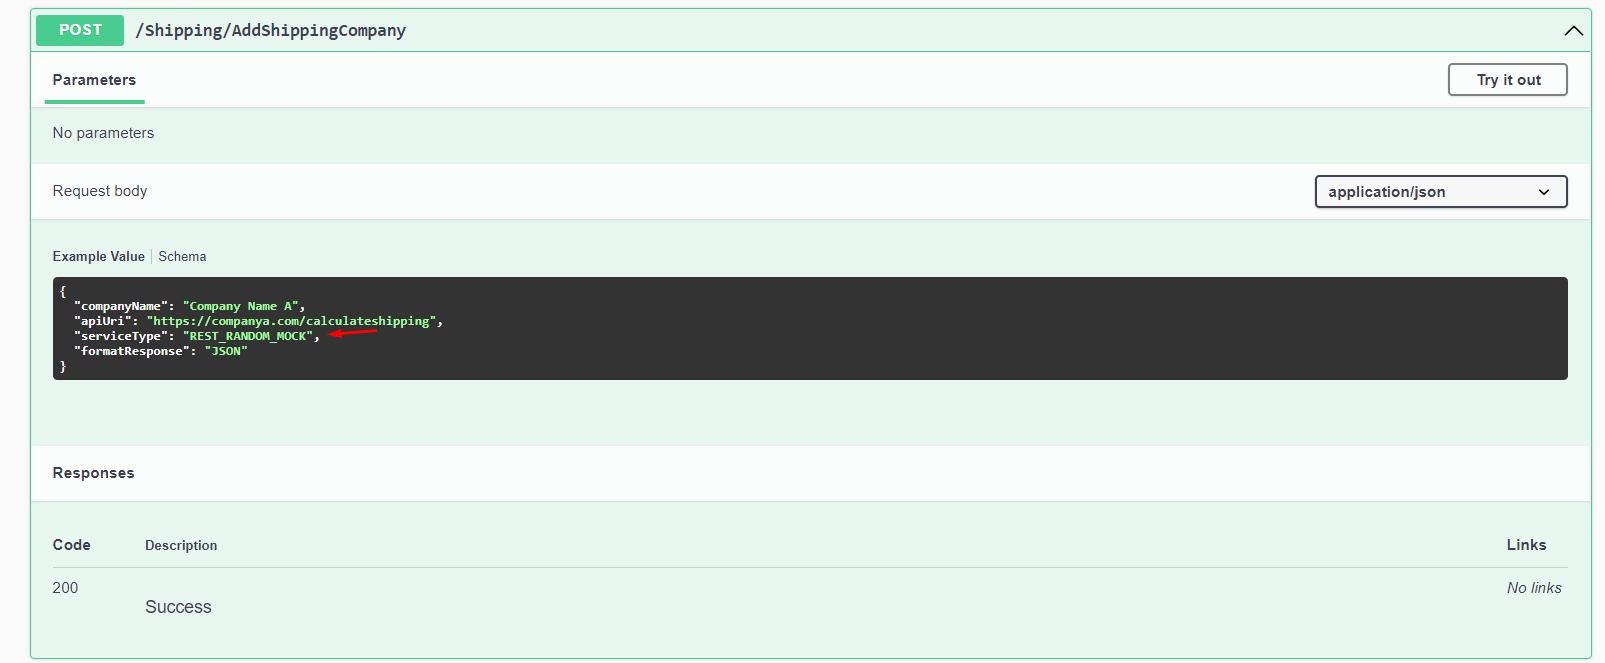 POST /Shipping/AddShippingCompany
Parameters
Try it out
No parameters
Request body
application/json
Example Value | Schema
{
  "companyName": "Company Name A",
  "apiUri": "https://companya.com/calculateshipping",
  "serviceType": "REST_RANDOM_MOCK",
  "formatResponse": "JSON"
}
Responses
Code Description Links
200 Success No links